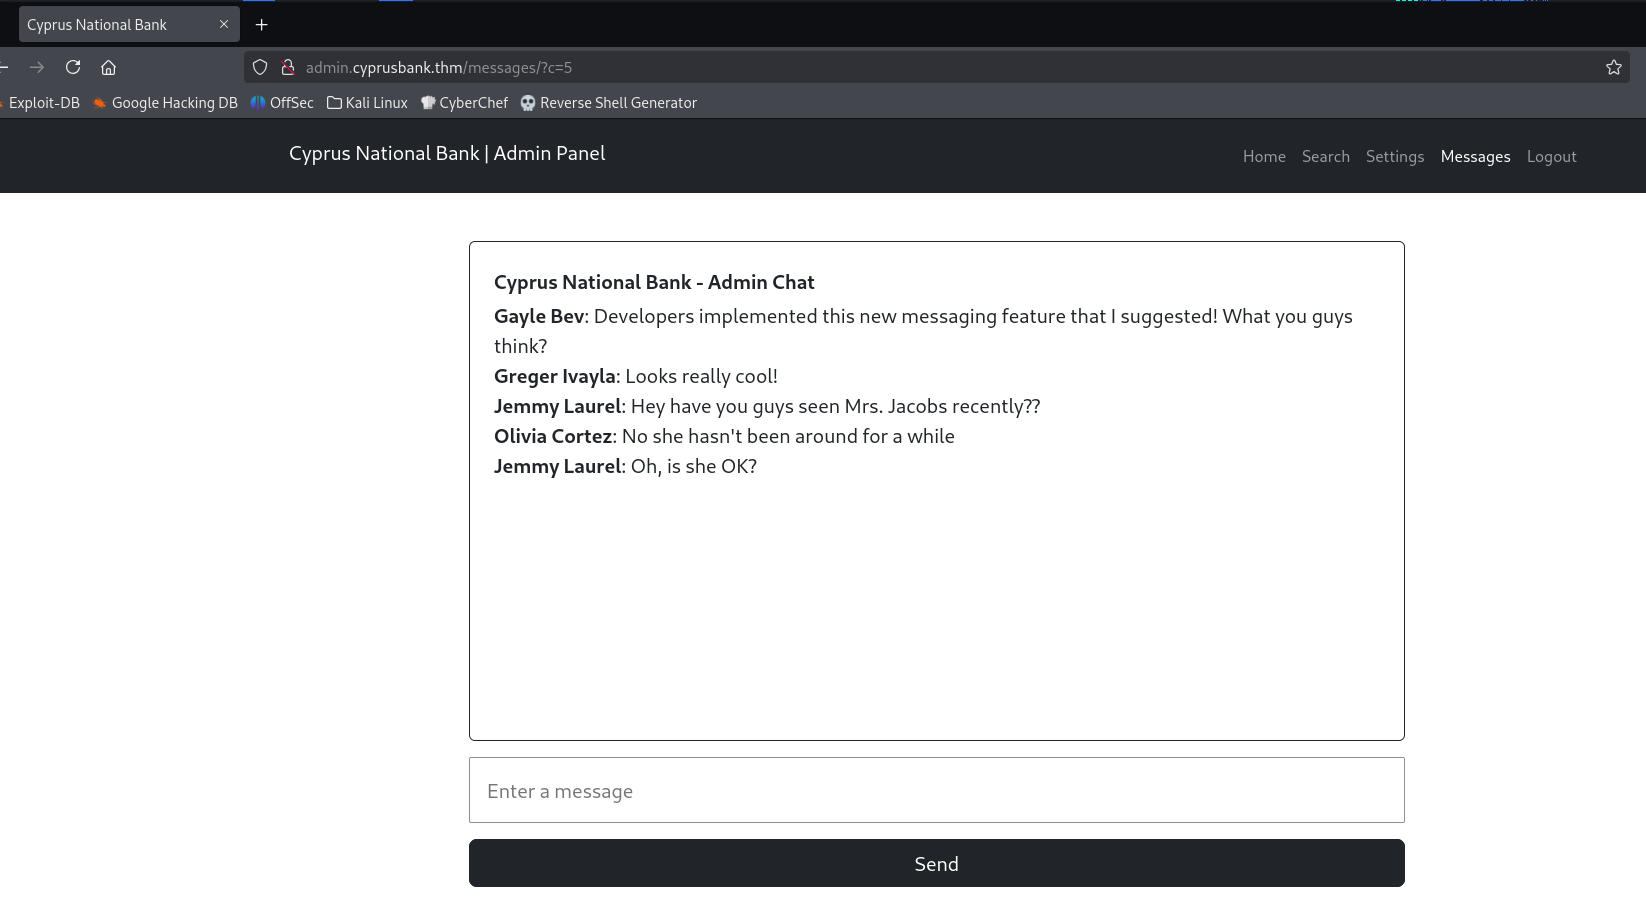 Cyprus National Bank
admin.cyprusbank.thm/messages/?c=5
Exploit-DB Google Hacking DB OffSec Kali Linux CyberChef Reverse Shell Generator
Cyprus National Bank | Admin Panel Home Search Settings Messages Logout
Cyprus National Bank - Admin Chat
Gayle Bev: Developers implemented this new messaging feature that I suggested! What you guys
think?
Greger Ivayla: Looks really cool!
Jemmy Laurel: Hey have you guys seen Mrs. Jacobs recently??
Olivia Cortez: No she hasn't been around for a while
Jemmy Laurel: Oh, is she OK?
Enter a message
Send